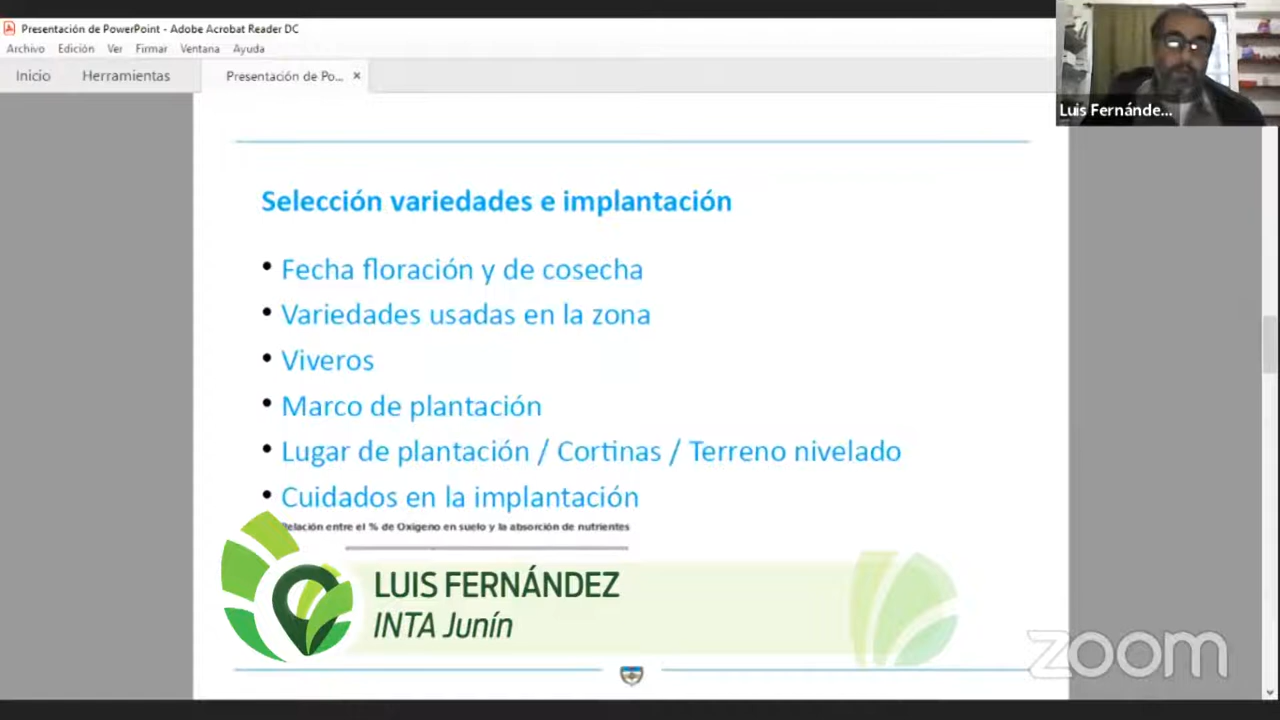 Presentación de PowerPoint - Adobe Acrobat Reader DC
Archivo Edición Ver Firmar Ventana Ayuda
Inicio Herramientas Presentación de Po... ×
Luis Fernánde...
Selección variedades e implantación
• Fecha floración y de cosecha
• Variedades usadas en la zona
• Viveros
• Marco de plantación
• Lugar de plantación / Cortinas / Terreno nivelado
• Cuidados en la implantación
Relación entre el % de Oxigeno en suelo y la absorción de nutrientes
LUIS FERNÁNDEZ
INTA Junín
zoom